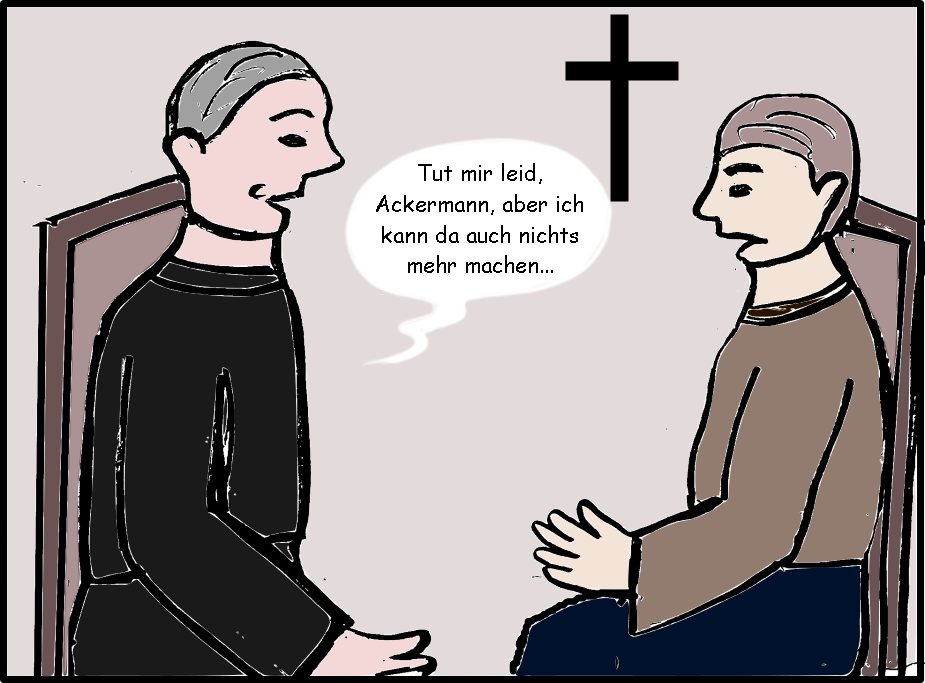 Tut mir leid,
Ackermann, aber ich
kann da auch nichts
mehr machen...